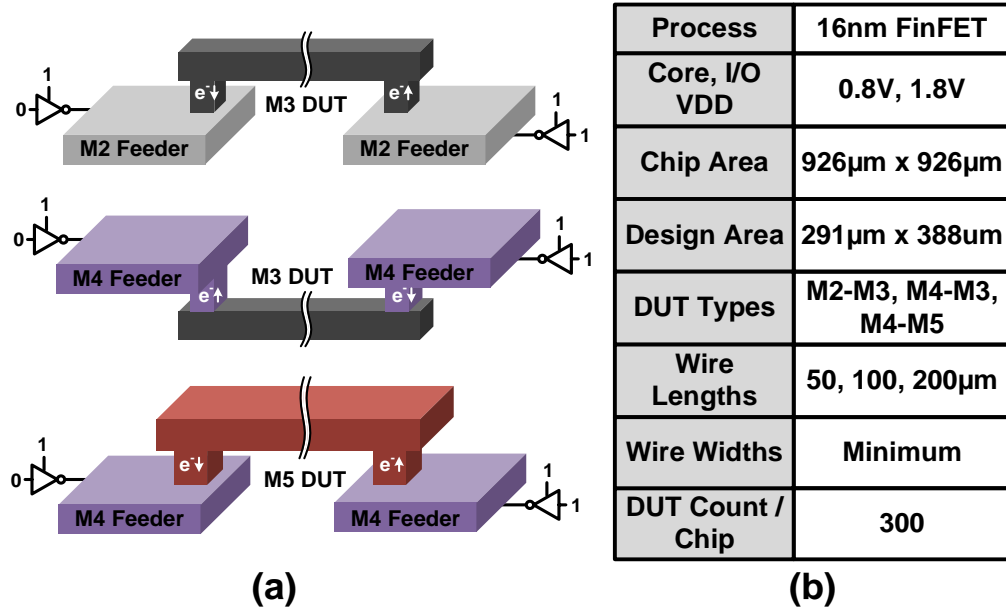 1
0
e⁻↓
M3 DUT
e⁻↑
1
M2 Feeder
M2 Feeder
1
1
0
M4 Feeder
e⁻↑
M3 DUT
M4 Feeder
e⁻↓
1
1
1
0
e⁻↓
M5 DUT
e⁻↑
1
M4 Feeder
M4 Feeder
1
(a)
Process 16nm FinFET
Core, I/O
VDD
0.8V, 1.8V
Chip Area 926µm x 926µm
Design Area 291µm x 388um
DUT Types
M2-M3, M4-M3,
M4-M5
Wire
Lengths
50, 100, 200µm
Wire Widths Minimum
DUT Count /
Chip
300
(b)